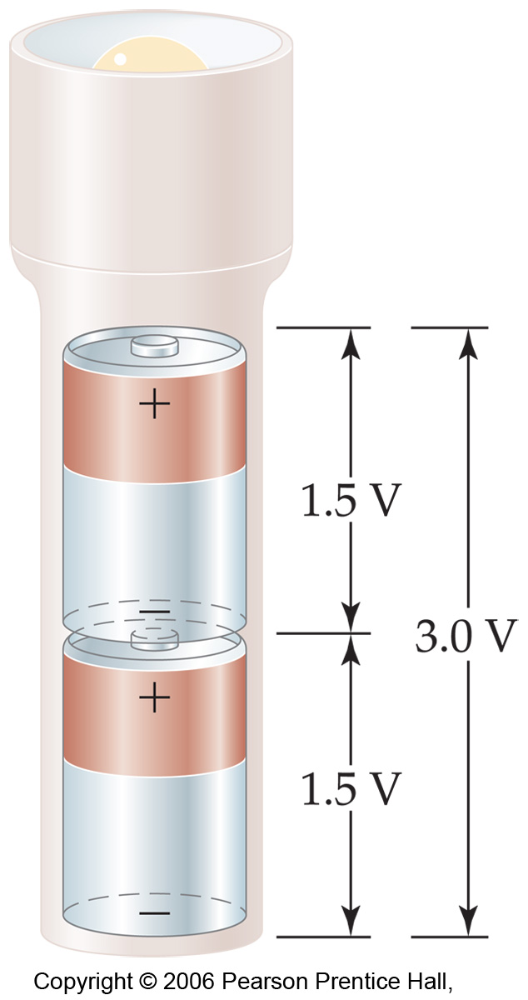 +
1.5 V
−
3.0 V
+
1.5 V
−
Copyright © 2006 Pearson Prentice Hall,